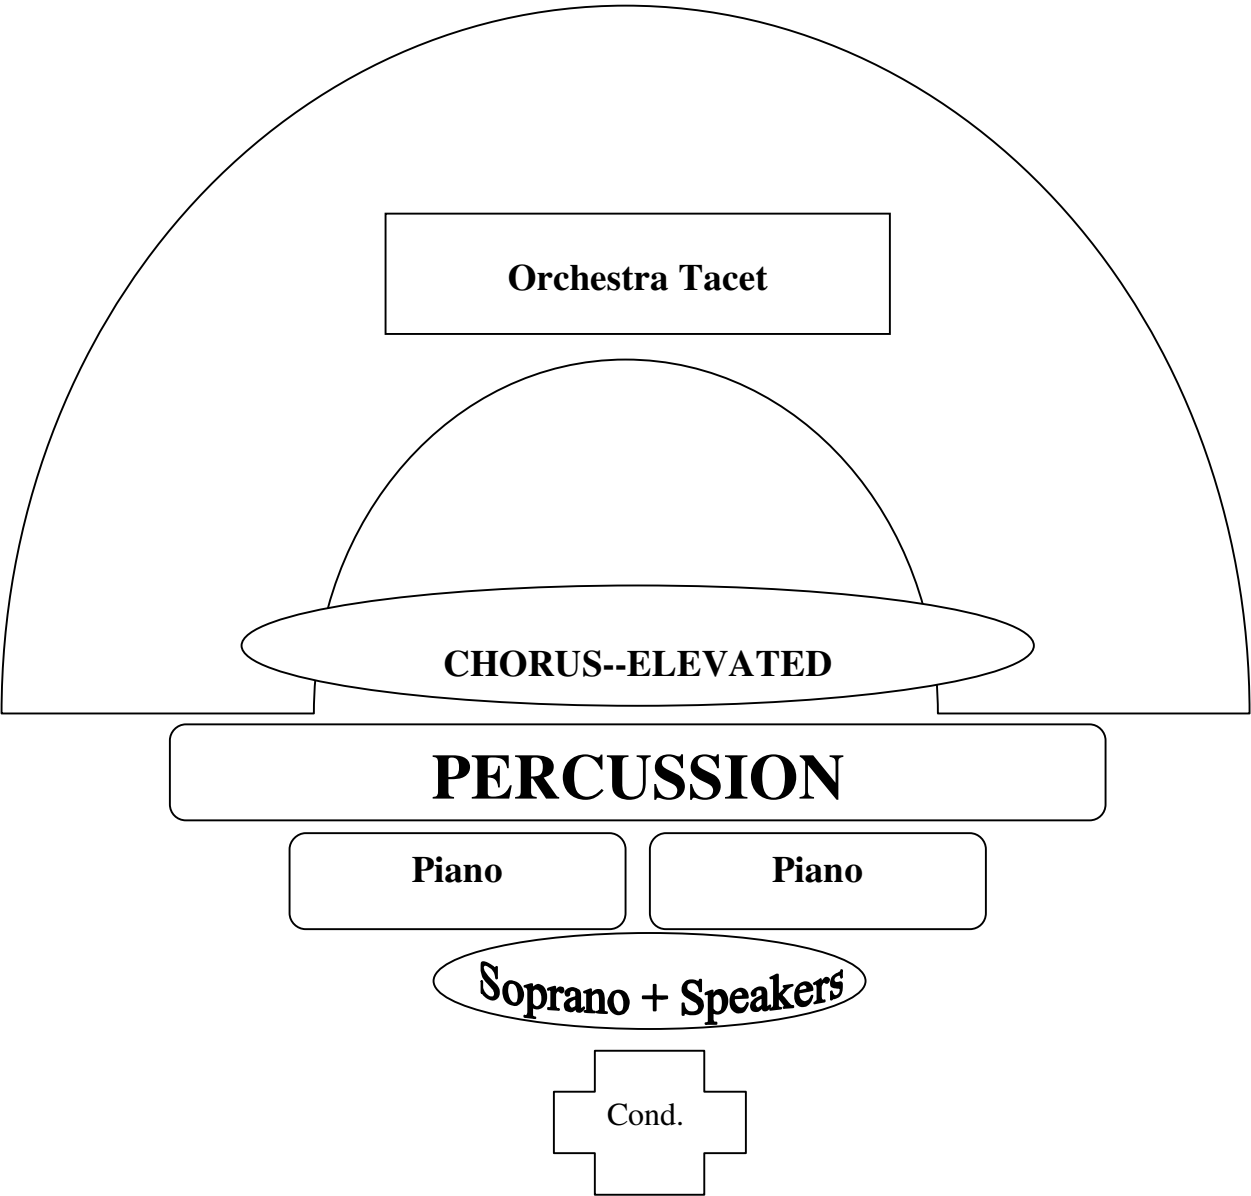 Orchestra Tacet
CHORUS--ELEVATED
PERCUSSION
Piano
Piano
Soprano + Speakers
Cond.